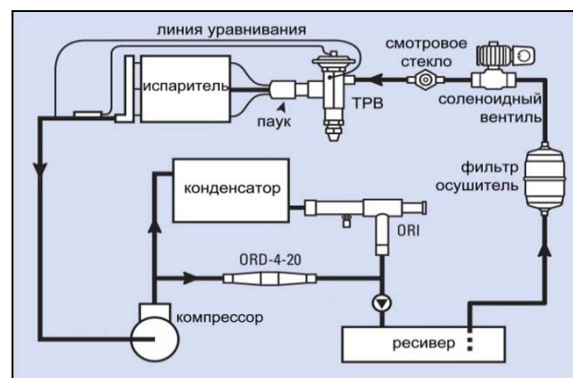 линия уравнивания
смотровое
стекло
испаритель
паук
ТРВ
соленоидный
вентиль
фильтр
осушитель
конденсатор
ORI
ORD-4-20
компрессор
ресивер